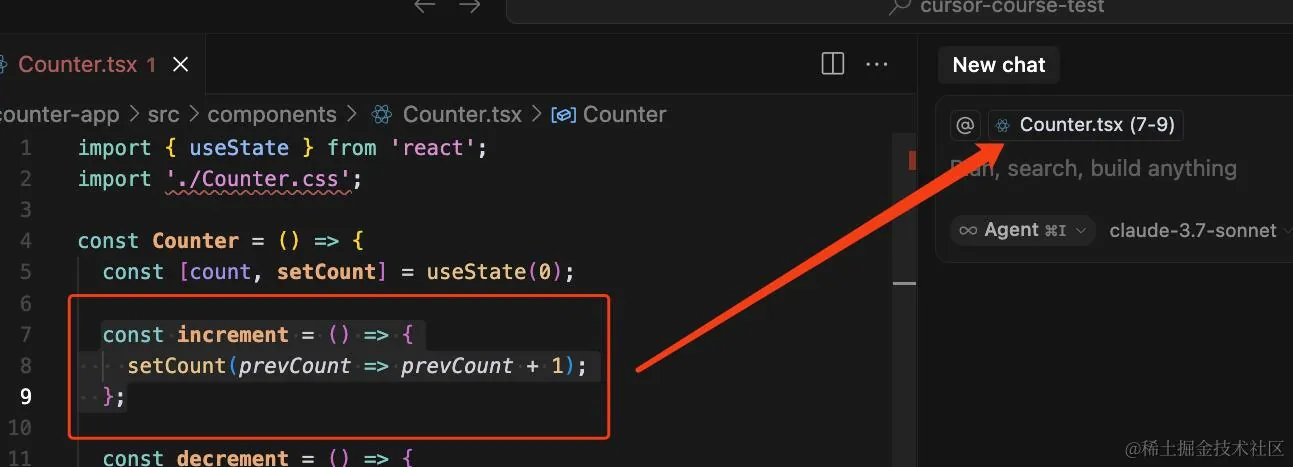 cursor-course-test
Counter.tsx 1
New chat
counter-app > src > components > Counter.tsx > Counter
@ Counter.tsx (7-9)
Plan, search, build anything
Agent ⌘I
claude-3.7-sonnet
1 import { useState } from 'react';
2 import './Counter.css';
3
4 const Counter = () => {
5 const [count, setCount] = useState(0);
6
7 const increment = () => {
8 setCount(prevCount => prevCount + 1);
9 };
10
11 const decrement = () => {
@稀土掘金技术社区